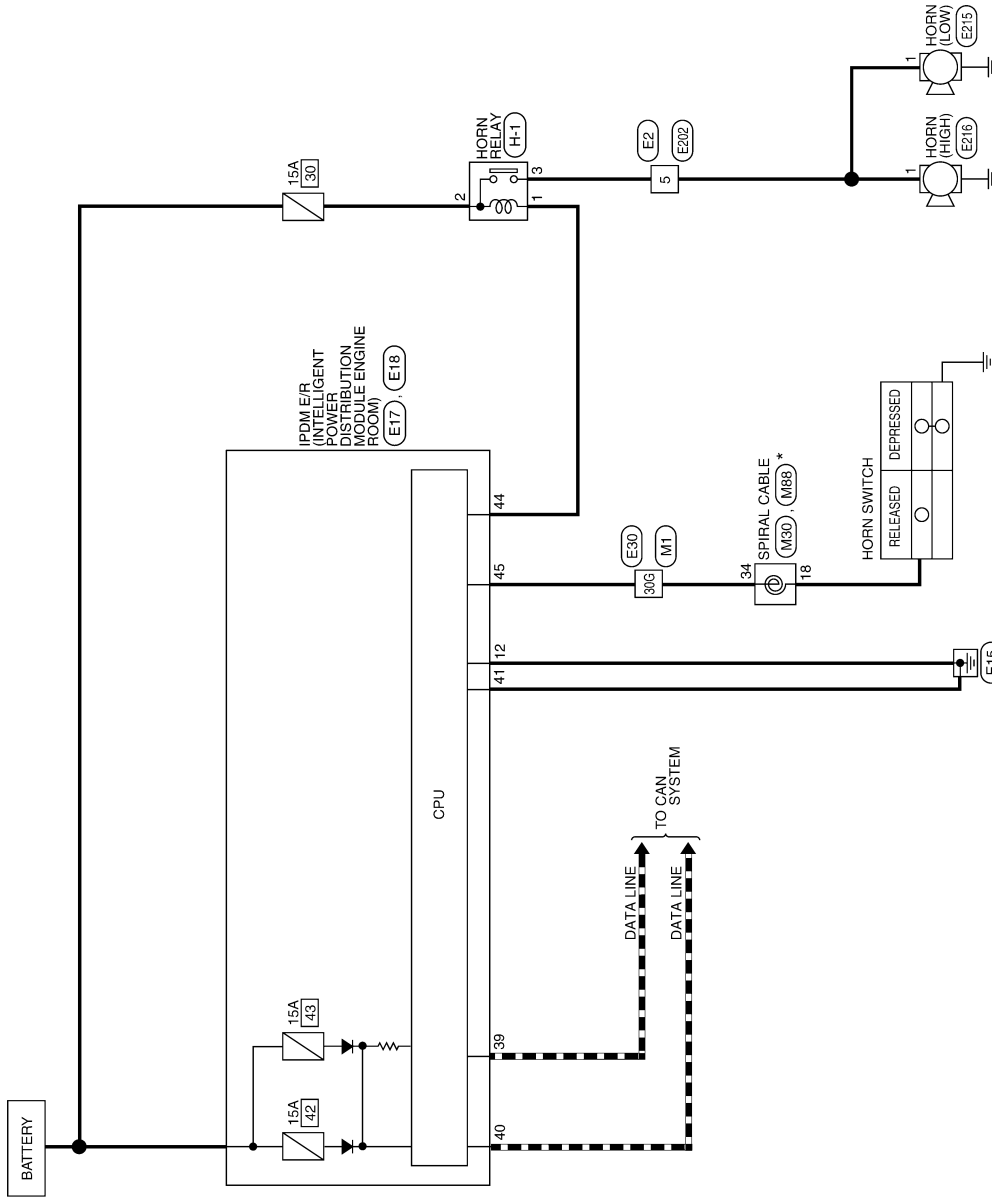 BATTERY
15A
42
15A
43
15A
30
IPDM E/R
(INTELLIGENT
POWER
DISTRIBUTION
MODULE ENGINE
ROOM)
E17 , E18
CPU
40
39
41
12
45
44
DATA LINE
DATA LINE
TO CAN
SYSTEM
2
HORN
RELAY
H-1
1
3
5
E2
E202
1
HORN
(HIGH)
E216
1
HORN
(LOW)
E215
30G
E30
M1
34
SPIRAL CABLE
M30 , M88 *
18
HORN SWITCH
RELEASED
DEPRESSED